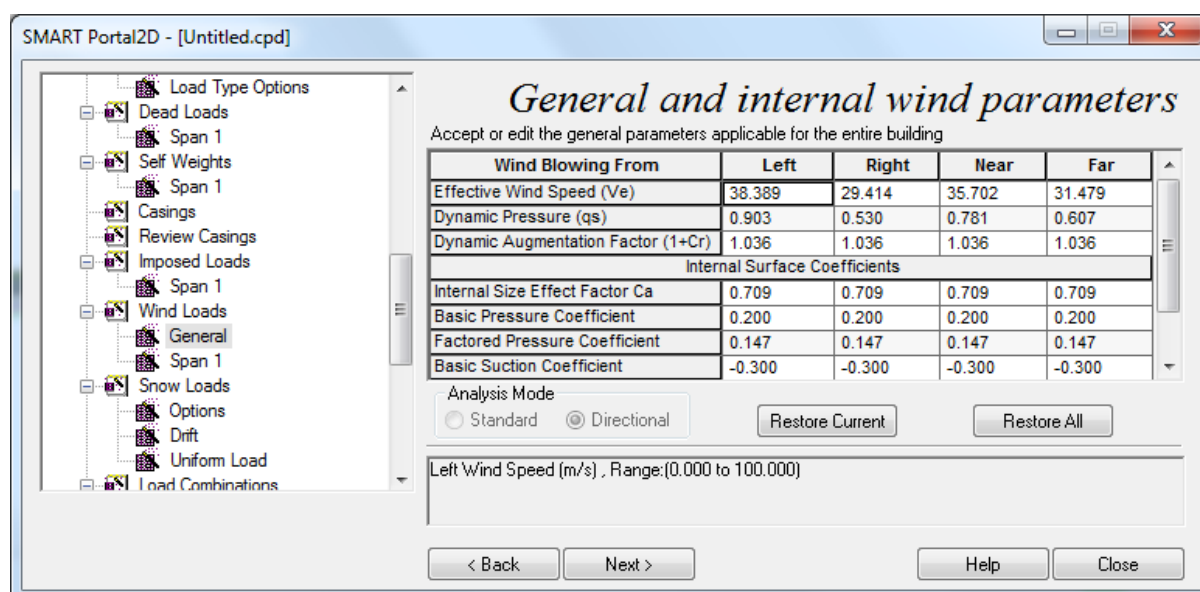 SMART Portal2D - [Untitled.cpd]
Load Type Options
Dead Loads
Span 1
Self Weights
Span 1
Casings
Review Casings
Imposed Loads
Span 1
Wind Loads
General
Span 1
Snow Loads
Options
Drift
Uniform Load
Load Combinations
General and internal wind parameters
Accept or edit the general parameters applicable for the entire building
Wind Blowing From Left Right Near Far
Effective Wind Speed (Ve) 38.389 29.414 35.702 31.479
Dynamic Pressure (qs) 0.903 0.530 0.781 0.607
Dynamic Augmentation Factor (1+Cr) 1.036 1.036 1.036 1.036
Internal Surface Coefficients
Internal Size Effect Factor Ca 0.709 0.709 0.709 0.709
Basic Pressure Coefficient 0.200 0.200 0.200 0.200
Factored Pressure Coefficient 0.147 0.147 0.147 0.147
Basic Suction Coefficient -0.300 -0.300 -0.300 -0.300
Analysis Mode
Standard Directional Restore Current Restore All
Left Wind Speed (m/s) , Range:(0.000 to 100.000)
< Back Next > Help Close